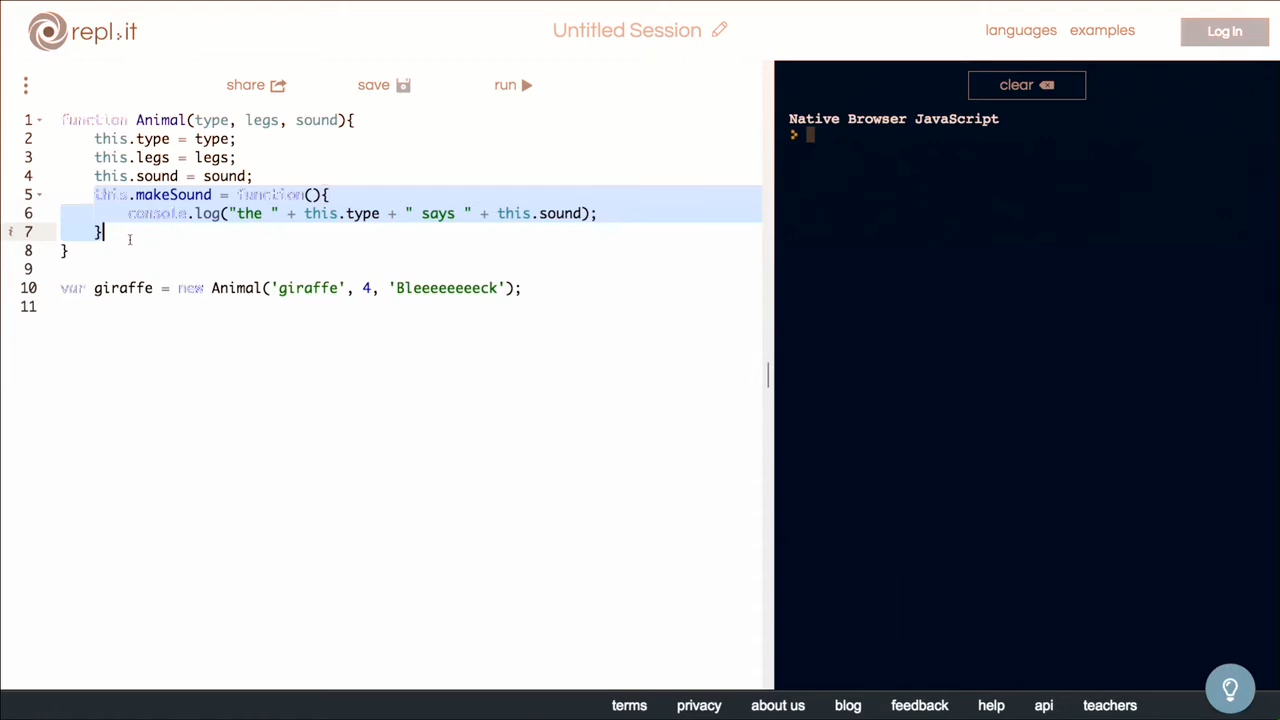 repl.it
Untitled Session
languages examples Log in
share save run
clear
1 function Animal(type, legs, sound){
2 this.type = type;
3 this.legs = legs;
4 this.sound = sound;
5 this.makeSound = function(){
6 console.log("the " + this.type + " says " + this.sound);
7 }
8 }
9
10 var giraffe = new Animal('giraffe', 4, 'Bleeeeeeeeck');
11
Native Browser JavaScript
>
i
terms privacy about us blog feedback help api teachers